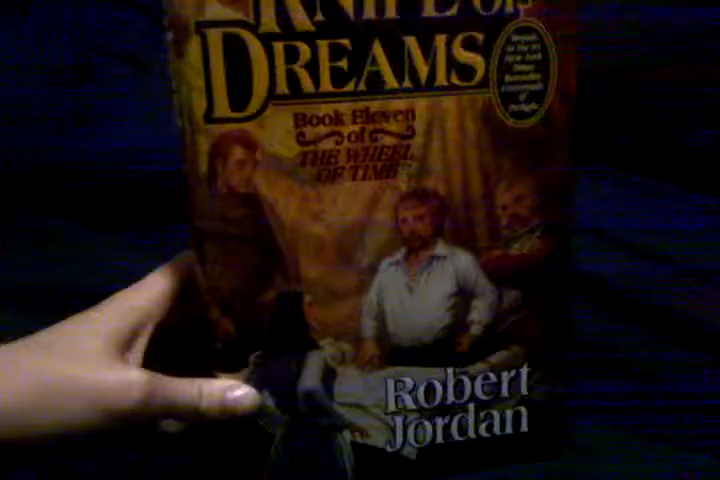 KNIFE OF
DREAMS
Book Eleven
of
THE WHEEL
OF TIME
Robert
Jordan